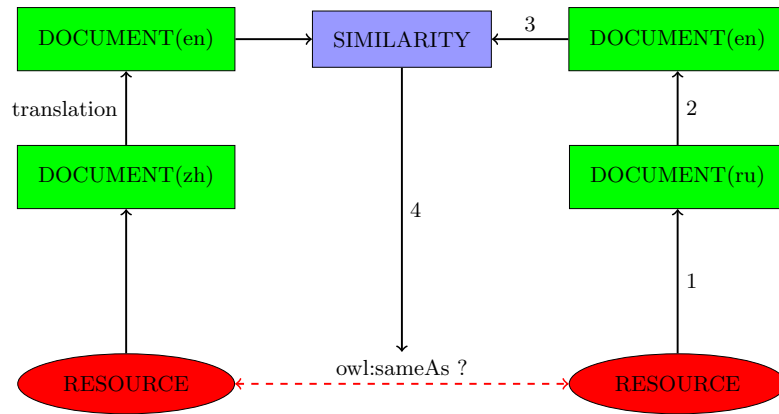 DOCUMENT(en)
SIMILARITY
3
DOCUMENT(en)
translation
2
DOCUMENT(zh)
DOCUMENT(ru)
4
1
owl:sameAs ?
RESOURCE
RESOURCE